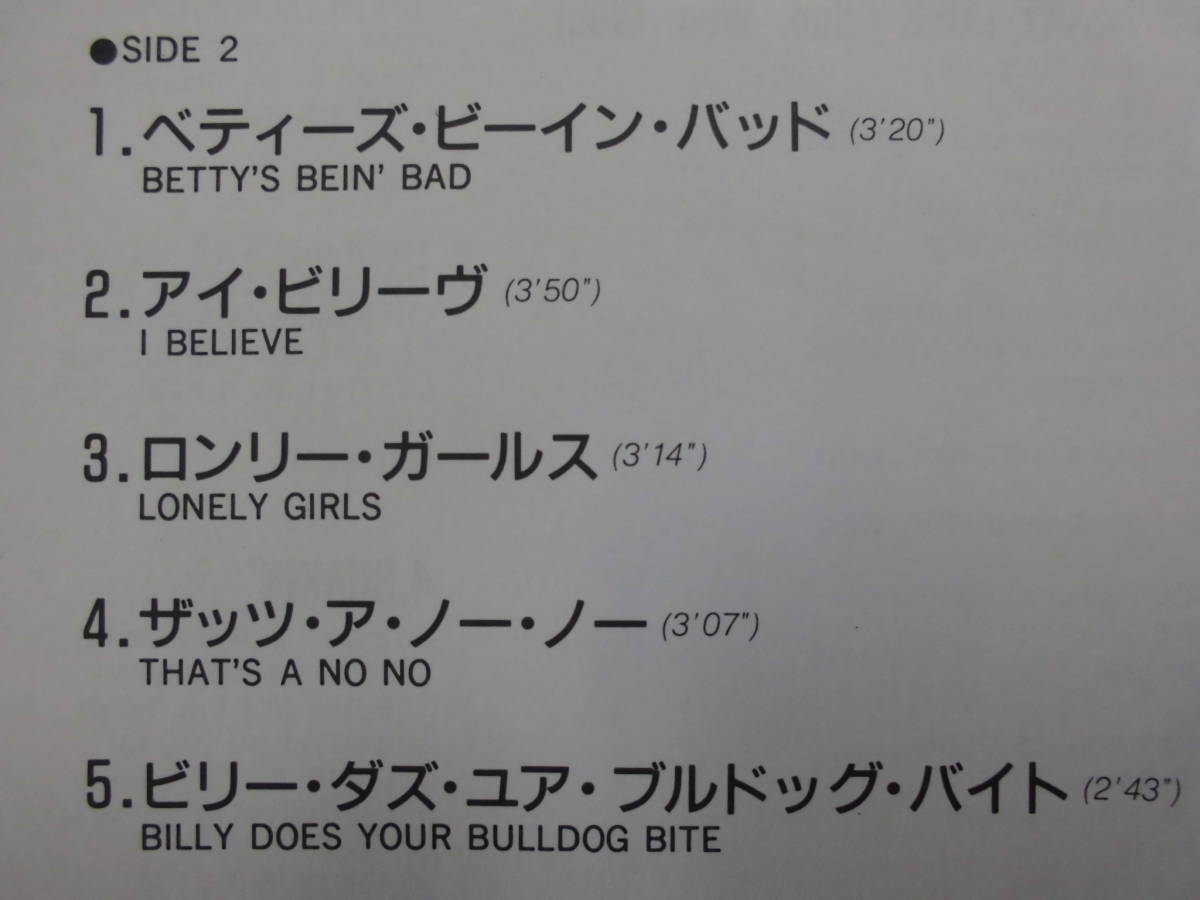 ●SIDE 2
1.ベティーズ・ビーイン・バッド (3'20")
BETTY'S BEIN' BAD
2.アイ・ビリーヴ (3'50")
I BELIEVE
3.ロンリー・ガールス (3'14")
LONELY GIRLS
4.ザッツ・ア・ノー・ノー (3'07")
THAT'S A NO NO
5.ビリー・ダズ・ユア・ブルドッグ・バイト (2'43")
BILLY DOES YOUR BULLDOG BITE